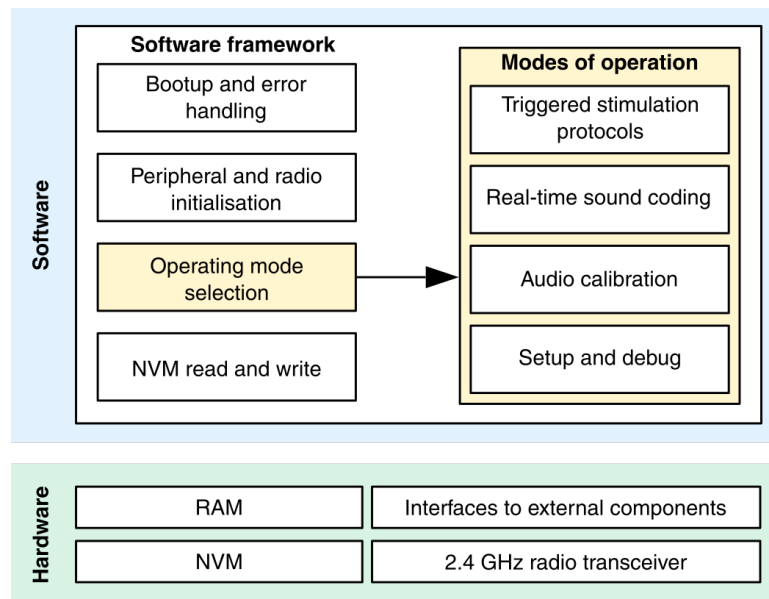 Software
Software framework
Bootup and error
handling
Peripheral and radio
initialisation
Operating mode
selection
NVM read and write
Modes of operation
Triggered stimulation
protocols
Real-time sound coding
Audio calibration
Setup and debug
Hardware
RAM
Interfaces to external components
NVM
2.4 GHz radio transceiver